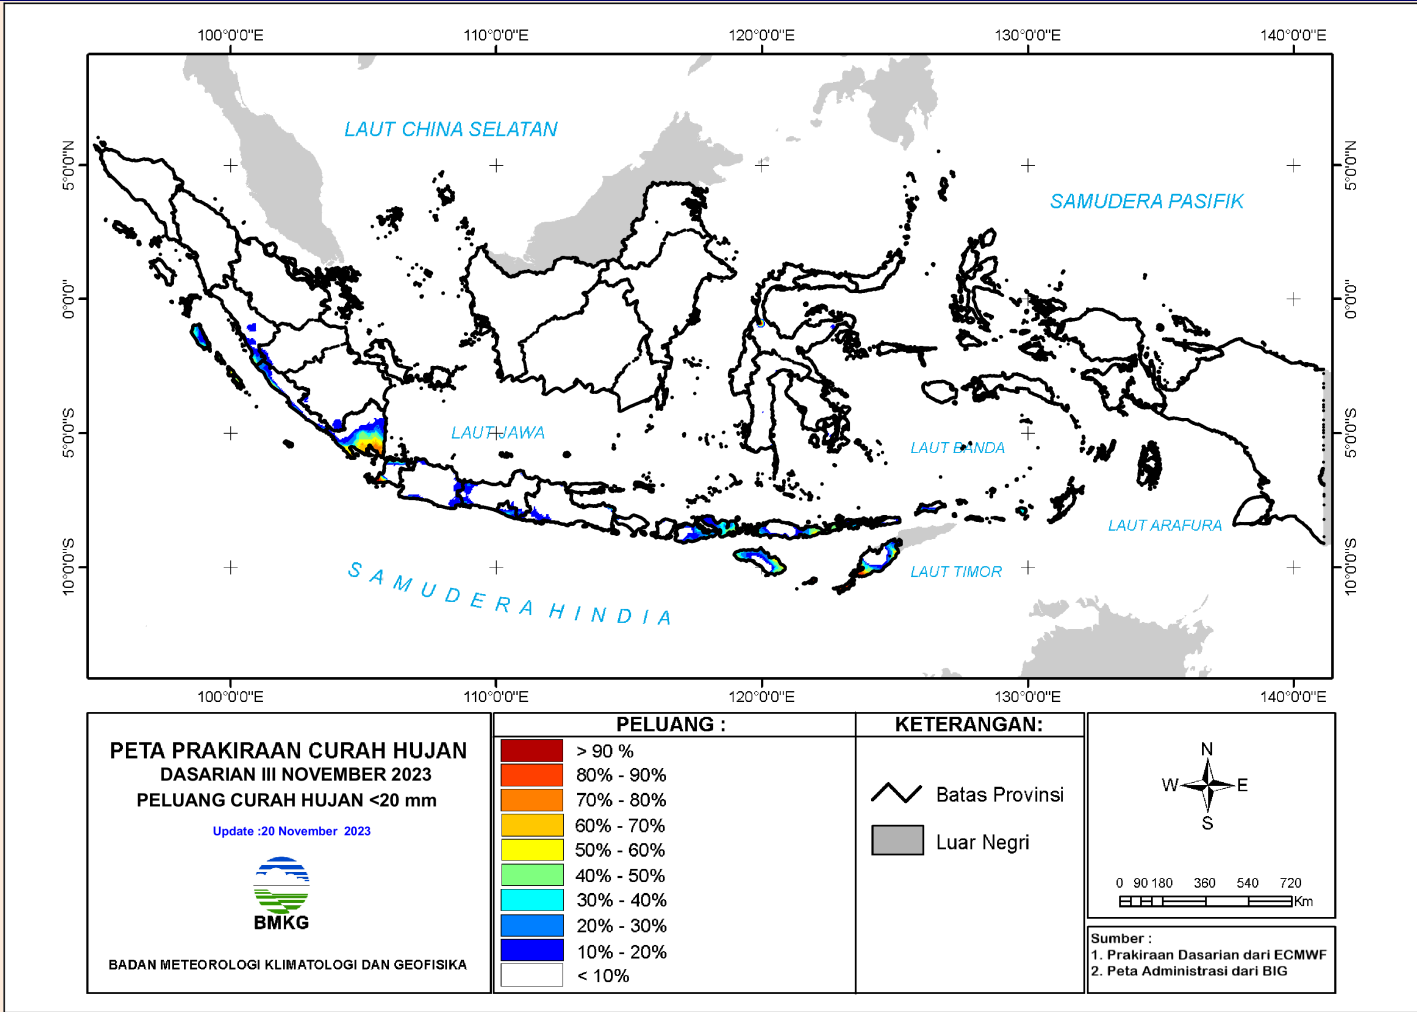 100°0'0"E 110°0'0"E 120°0'0"E 130°0'0"E 140°0'0"E
5°0'0"N
0°0'0"
5°0'0"S
10°0'0"S
5°0'0"N
0°0'0"
5°0'0"S
10°0'0"S
LAUT CHINA SELATAN
SAMUDERA PASIFIK
LAUT JAWA
LAUT BANDA
LAUT ARAFURA
LAUT TIMOR
SAMUDERA HINDIA
100°0'0"E 110°0'0"E 120°0'0"E 130°0'0"E 140°0'0"E
PETA PRAKIRAAN CURAH HUJAN
DASARIAN III NOVEMBER 2023
PELUANG CURAH HUJAN <20 mm
Update :20 November 2023
BMKG
BADAN METEOROLOGI KLIMATOLOGI DAN GEOFISIKA
PELUANG :
> 90 %
80% - 90%
70% - 80%
60% - 70%
50% - 60%
40% - 50%
30% - 40%
20% - 30%
10% - 20%
< 10%
KETERANGAN:
Batas Provinsi
Luar Negri
N
W E
S
0 90 180 360 540 720
Km
Sumber :
1. Prakiraan Dasarian dari ECMWF
2. Peta Administrasi dari BIG